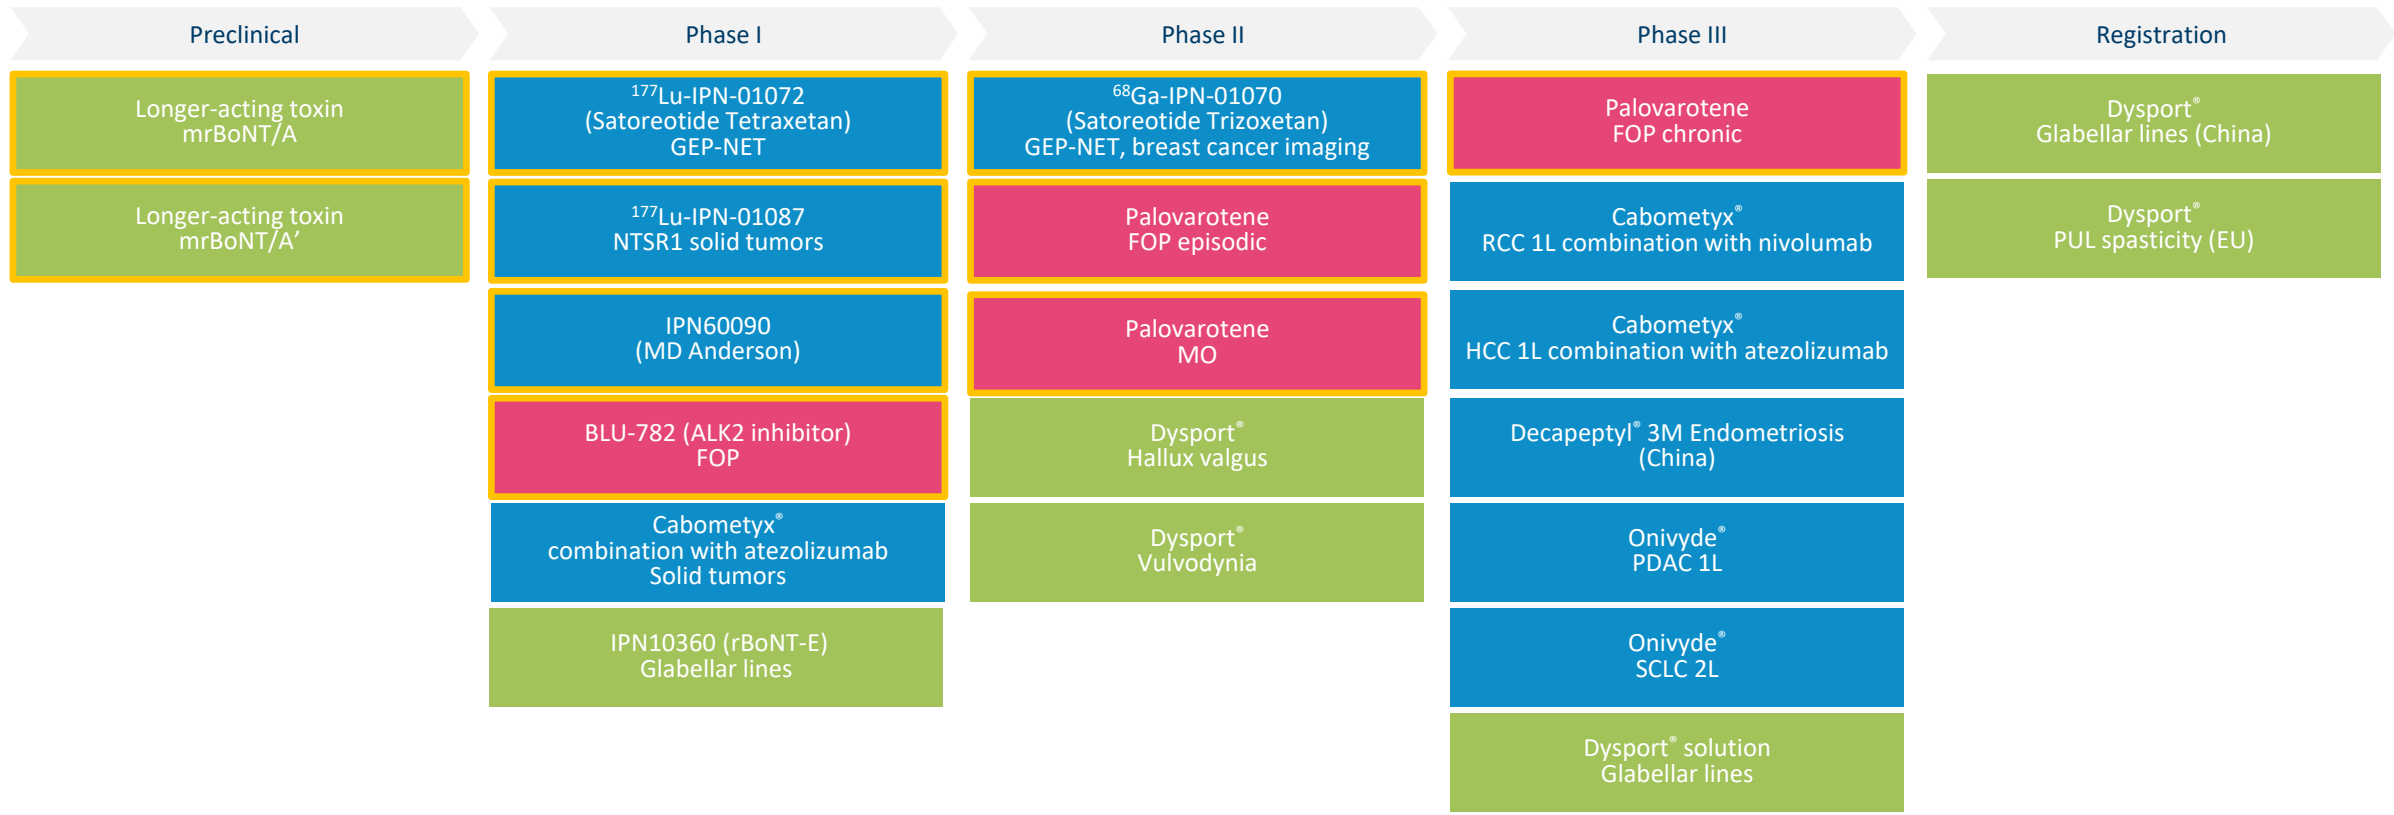 Preclinical
Phase I
Phase II
Phase III
Registration
Longer-acting toxin
mrBoNT/A
Longer-acting toxin
mrBoNT/A’
177Lu-IPN-01072
(Satoreotide Tetraxetan)
GEP-NET
177Lu-IPN-01087
NTSR1 solid tumors
IPN60090
(MD Anderson)
BLU-782 (ALK2 inhibitor)
FOP
Cabometyx®
combination with atezolizumab
Solid tumors
IPN10360 (rBoNT-E)
Glabellar lines
68Ga-IPN-01070
(Satoreotide Trizoxetan)
GEP-NET, breast cancer imaging
Palovarotene
FOP episodic
Palovarotene
MO
Dysport®
Hallux valgus
Dysport®
Vulvodynia
Palovarotene
FOP chronic
Cabometyx®
RCC 1L combination with nivolumab
Cabometyx®
HCC 1L combination with atezolizumab
Decapeptyl® 3M Endometriosis
(China)
Onivyde®
PDAC 1L
Onivyde®
SCLC 2L
Dysport® solution
Glabellar lines
Dysport®
Glabellar lines (China)
Dysport®
PUL spasticity (EU)